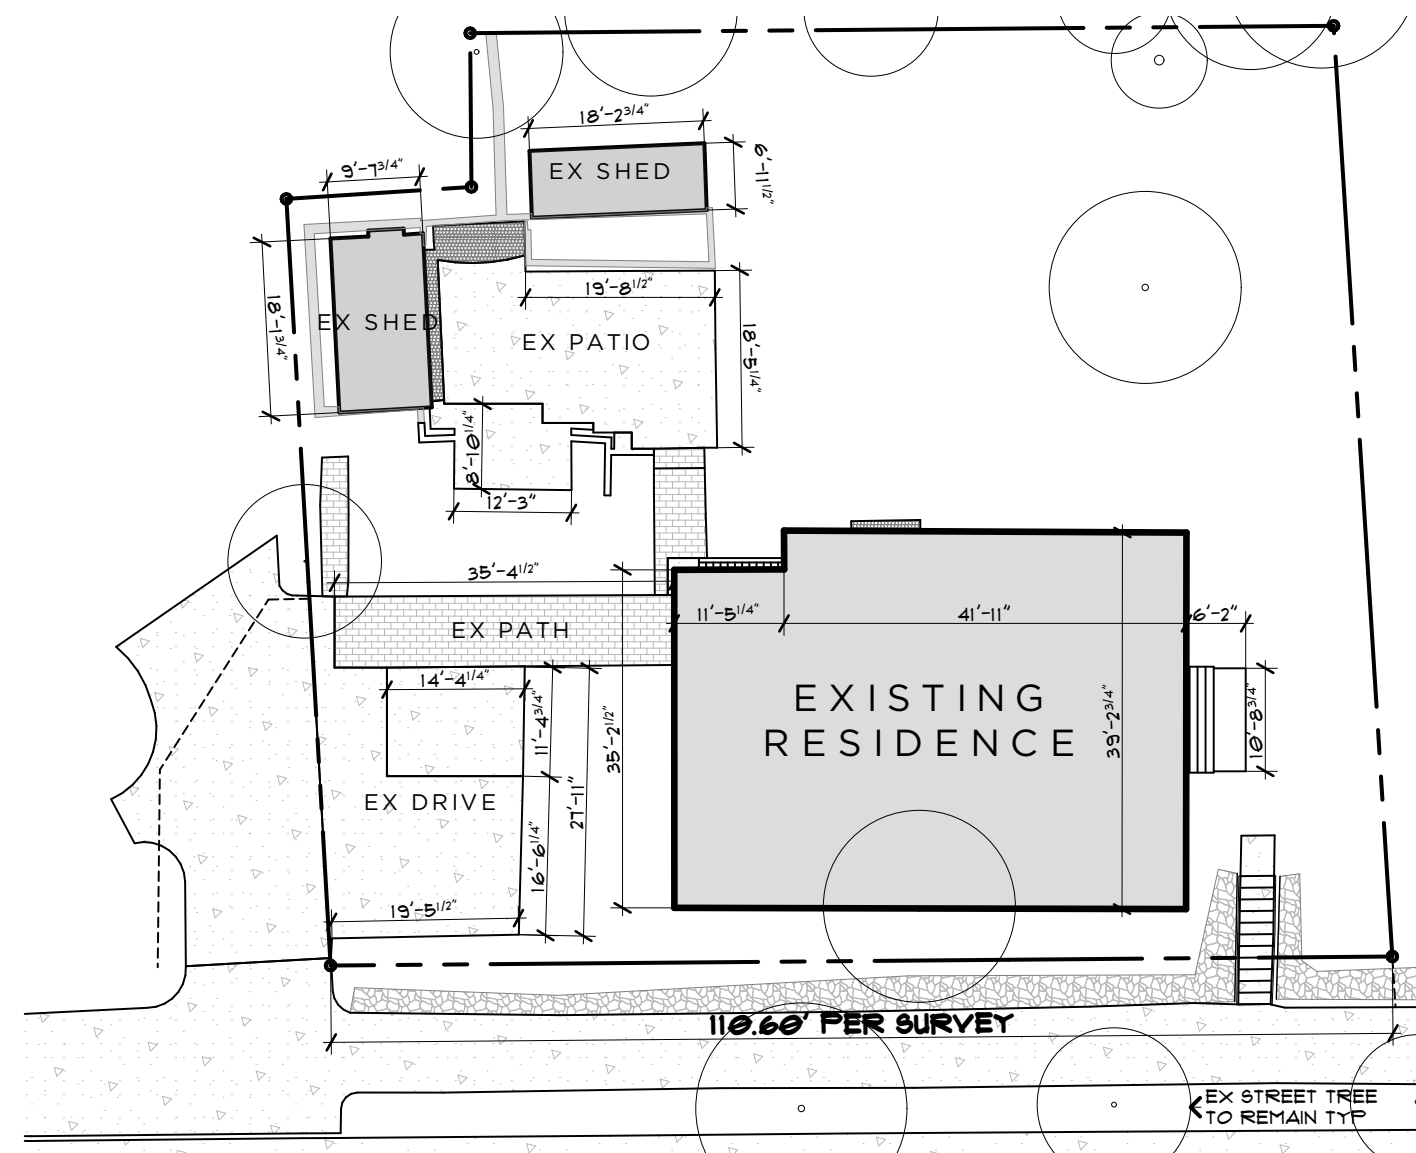 18'-2 3/4"
9'-7 3/4"
EX SHED
6'-11 1/2"
18'-1 3/4"
EX SHED
19'-8 1/2"
EX PATIO
18'-5 1/4"
8'-10 1/4"
12'-3"
35'-4 1/2"
11'-5 1/4"
41'-11"
6'-2"
EX PATH
14'-4 1/4"
11'-4 3/4"
35'-2 1/2"
EXISTING
RESIDENCE
39'-2 3/4"
10'-8 3/4"
EX DRIVE
27'-11"
16'-6 1/4"
19'-5 1/2"
110.60' PER SURVEY
EX STREET TREE
TO REMAIN TYP